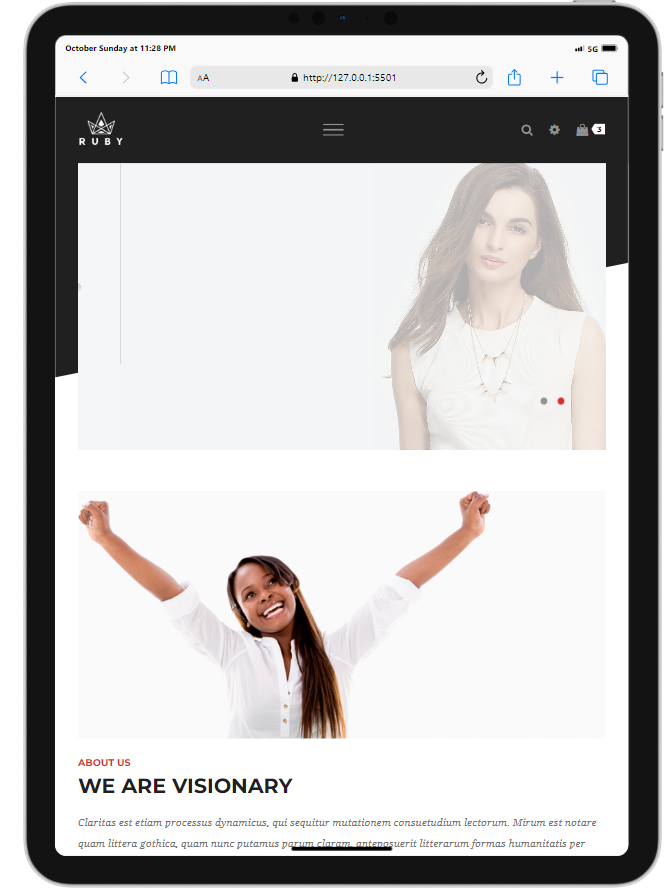 October Sunday at 11:28 PM
5G
AA
http://127.0.0.1:5501
RUBY
3
ABOUT US
WE ARE VISIONARY
Claritas est etiam processus dynamicus, qui sequitur mutationem consuetudium lectorum. Mirum est notare
quam littera gothica, quam nunc putamus parum claram, anteposuerit litterarum formas humanitatis per